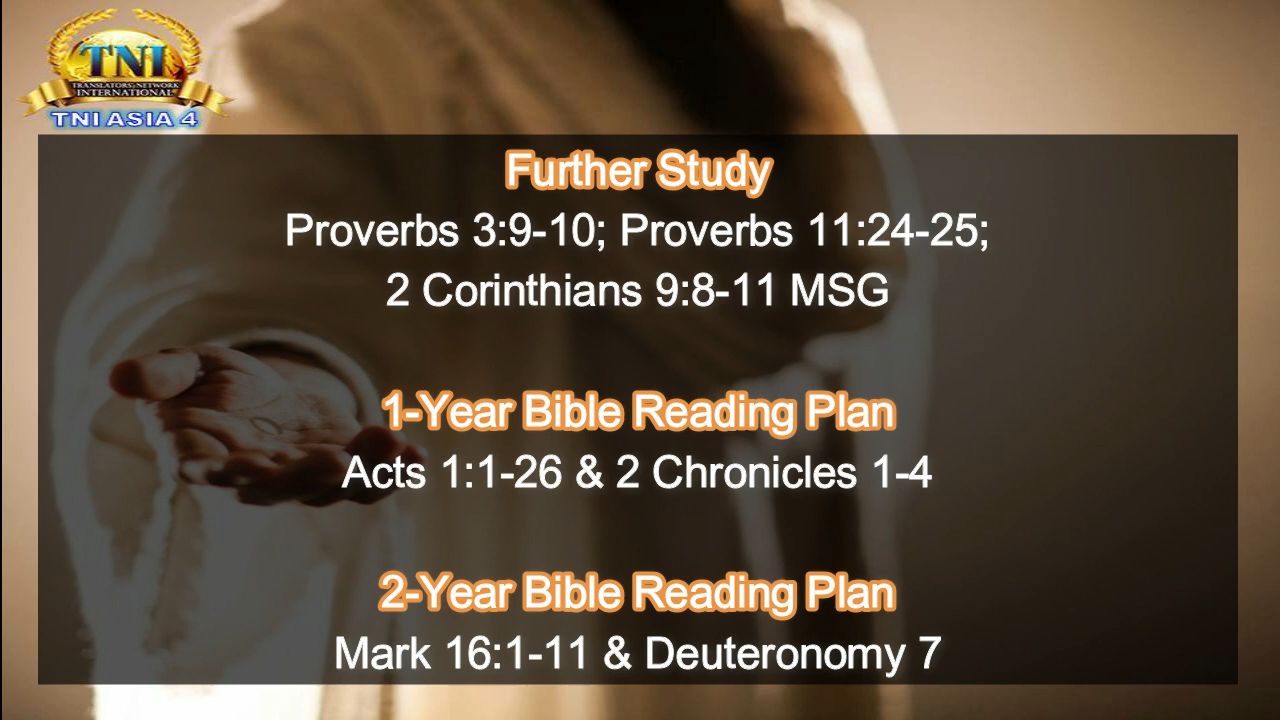 TNI
TRANSLATORS' NETWORK
INTERNATIONAL
TNI ASIA 4
Further Study
Proverbs 3:9-10; Proverbs 11:24-25;
2 Corinthians 9:8-11 MSG
1-Year Bible Reading Plan
Acts 1:1-26 & 2 Chronicles 1-4
2-Year Bible Reading Plan
Mark 16:1-11 & Deuteronomy 7